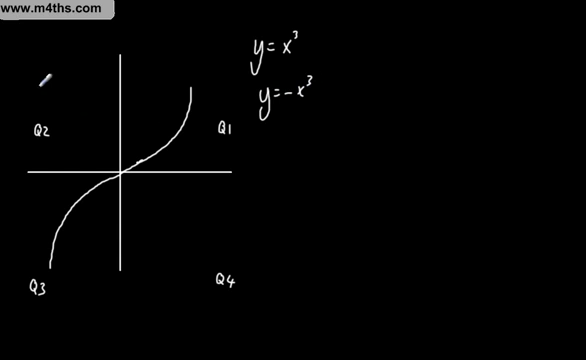 www.m4ths.com
y = x³
y = -x³
Q2
Q1
Q3
Q4